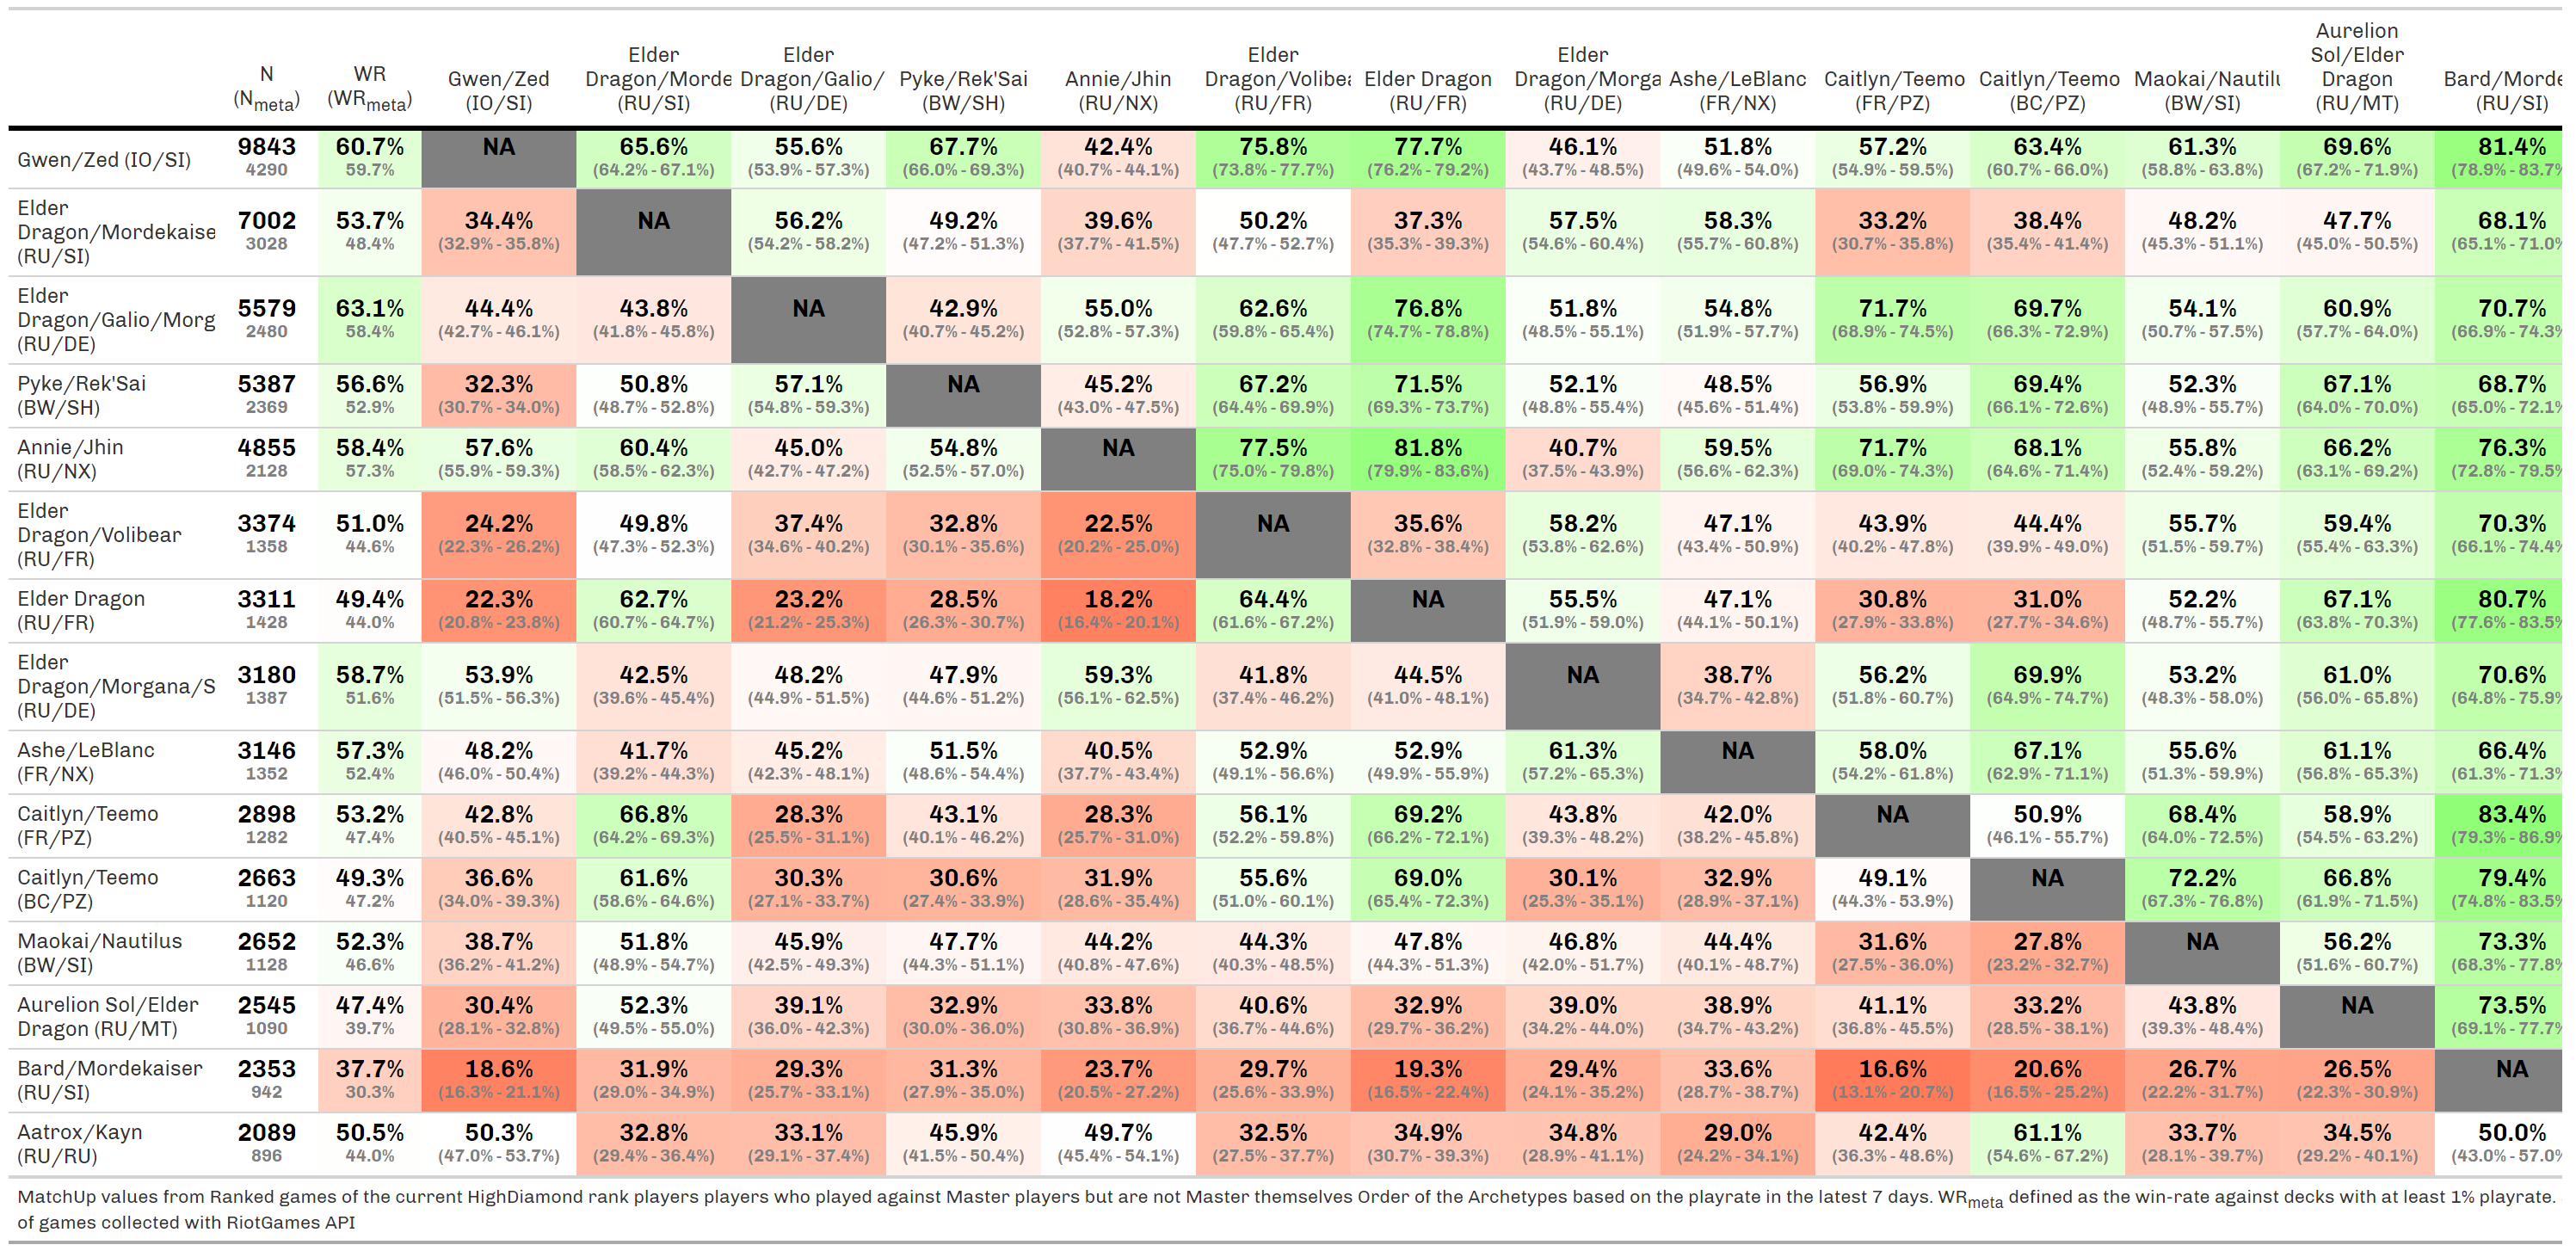 N (N_meta) WR (WR_meta) Gwen/Zed (IO/SI) Elder Dragon/Morde (RU/SI) Elder Dragon/Galio/ (RU/DE) Pyke/Rek'Sai (BW/SH) Annie/Jhin (RU/NX) Elder Dragon/Volibea (RU/FR) Elder Dragon (RU/FR) Elder Dragon/Morga (RU/DE) Ashe/LeBlanc (FR/NX) Caitlyn/Teemo (FR/PZ) Caitlyn/Teemo (BC/PZ) Maokai/Nautilu (BW/SI) Aurelion Sol/Elder Dragon (RU/MT) Bard/Morde (RU/SI)
Gwen/Zed (IO/SI) 9843 60.7% NA 65.6% 55.6% 67.7% 42.4% 75.8% 77.7% 46.1% 51.8% 57.2% 63.4% 61.3% 69.6% 81.4%
4290 59.7% (64.2% - 67.1%) (53.9% - 57.3%) (66.0% - 69.3%) (40.7% - 44.1%) (73.8% - 77.7%) (76.2% - 79.2%) (43.7% - 48.5%) (49.6% - 54.0%) (54.9% - 59.5%) (60.7% - 66.0%) (58.8% - 63.8%) (67.2% - 71.9%) (78.9% - 83.7%
Elder Dragon/Mordekaise (RU/SI) 7002 53.7% 34.4% NA 56.2% 49.2% 39.6% 50.2% 37.3% 57.5% 58.3% 33.2% 38.4% 48.2% 47.7% 68.1%
3028 48.4% (32.9% - 35.8%) (54.2% - 58.2%) (47.2% - 51.3%) (37.7% - 41.5%) (47.7% - 52.7%) (35.3% - 39.3%) (54.6% - 60.4%) (55.7% - 60.8%) (30.7% - 35.8%) (35.4% - 41.4%) (45.3% - 51.1%) (45.0% - 50.5%) (65.1% - 71.0%
Elder Dragon/Galio/Morg (RU/DE) 5579 63.1% 44.4% 43.8% NA 42.9% 55.0% 62.6% 76.8% 51.8% 54.8% 71.7% 69.7% 54.1% 60.9% 70.7%
2480 58.4% (42.7% - 46.1%) (41.8% - 45.8%) (40.7% - 45.2%) (52.8% - 57.3%) (59.8% - 65.4%) (74.7% - 78.8%) (48.5% - 55.1%) (51.9% - 57.7%) (68.9% - 74.5%) (66.3% - 72.9%) (50.7% - 57.5%) (57.7% - 64.0%) (66.9% - 74.3%
Pyke/Rek'Sai (BW/SH) 5387 56.6% 32.3% 50.8% 57.1% NA 45.2% 67.2% 71.5% 52.1% 48.5% 56.9% 69.4% 52.3% 67.1% 68.7%
2369 52.9% (30.7% - 34.0%) (48.7% - 52.8%) (54.8% - 59.3%) (43.0% - 47.5%) (64.4% - 69.9%) (69.3% - 73.7%) (48.8% - 55.4%) (45.6% - 51.4%) (53.8% - 59.9%) (66.1% - 72.6%) (48.9% - 55.7%) (64.0% - 70.0%) (65.0% - 72.1%
Annie/Jhin (RU/NX) 4855 58.4% 57.6% 60.4% 45.0% 54.8% NA 77.5% 81.8% 40.7% 59.5% 71.7% 68.1% 55.8% 66.2% 76.3%
2128 57.3% (55.9% - 59.3%) (58.5% - 62.3%) (42.7% - 47.2%) (52.5% - 57.0%) (75.0% - 79.8%) (79.9% - 83.6%) (37.5% - 43.9%) (56.6% - 62.3%) (69.0% - 74.3%) (64.6% - 71.4%) (52.4% - 59.2%) (63.1% - 69.2%) (72.8% - 79.5%
Elder Dragon/Volibear (RU/FR) 3374 51.0% 24.2% 49.8% 37.4% 32.8% 22.5% NA 35.6% 58.2% 47.1% 43.9% 44.4% 55.7% 59.4% 70.3%
1358 44.6% (22.3% - 26.2%) (47.3% - 52.3%) (34.6% - 40.2%) (30.1% - 35.6%) (20.2% - 25.0%) (32.8% - 38.4%) (53.8% - 62.6%) (43.4% - 50.9%) (40.2% - 47.8%) (39.9% - 49.0%) (51.5% - 59.7%) (55.4% - 63.3%) (66.1% - 74.4%
Elder Dragon (RU/FR) 3311 49.4% 22.3% 62.7% 23.2% 28.5% 18.2% 64.4% NA 55.5% 47.1% 30.8% 31.0% 52.2% 67.1% 80.7%
1428 44.0% (20.8% - 23.8%) (60.7% - 64.7%) (21.2% - 25.3%) (26.3% - 30.7%) (16.4% - 20.1%) (61.6% - 67.2%) (51.9% - 59.0%) (44.1% - 50.1%) (27.9% - 33.8%) (27.7% - 34.6%) (48.7% - 55.7%) (63.8% - 70.3%) (77.6% - 83.5%
Elder Dragon/Morgana/S (RU/DE) 3180 58.7% 53.9% 42.5% 48.2% 47.9% 59.3% 41.8% 44.5% NA 38.7% 56.2% 69.9% 53.2% 61.0% 70.6%
1387 51.6% (51.5% - 56.3%) (39.6% - 45.4%) (44.9% - 51.5%) (44.6% - 51.2%) (56.1% - 62.5%) (37.4% - 46.2%) (41.0% - 48.1%) (34.7% - 42.8%) (51.8% - 60.7%) (64.9% - 74.7%) (48.3% - 58.0%) (56.0% - 65.8%) (64.8% - 75.9%
Ashe/LeBlanc (FR/NX) 3146 57.3% 48.2% 41.7% 45.2% 51.5% 40.5% 52.9% 52.9% 61.3% NA 58.0% 67.1% 55.6% 61.1% 66.4%
1352 52.4% (46.0% - 50.4%) (39.2% - 44.3%) (42.3% - 48.1%) (48.6% - 54.4%) (37.7% - 43.4%) (49.1% - 56.6%) (49.9% - 55.9%) (57.2% - 65.3%) (54.2% - 61.8%) (62.9% - 71.1%) (51.3% - 59.9%) (56.8% - 65.3%) (61.3% - 71.3%
Caitlyn/Teemo (FR/PZ) 2898 53.2% 42.8% 66.8% 28.3% 43.1% 28.3% 56.1% 69.2% 43.8% 42.0% NA 50.9% 68.4% 58.9% 83.4%
1282 47.4% (40.5% - 45.1%) (64.2% - 69.3%) (25.5% - 31.1%) (40.1% - 46.2%) (25.7% - 31.0%) (52.2% - 59.8%) (66.2% - 72.1%) (39.3% - 48.2%) (38.2% - 45.8%) (46.1% - 55.7%) (64.0% - 72.5%) (54.5% - 63.2%) (79.3% - 86.9%
Caitlyn/Teemo (BC/PZ) 2663 49.3% 36.6% 61.6% 30.3% 30.6% 31.9% 55.6% 69.0% 30.1% 32.9% 49.1% NA 72.2% 66.8% 79.4%
1120 47.2% (34.0% - 39.3%) (58.6% - 64.6%) (27.1% - 33.7%) (27.4% - 33.9%) (28.6% - 35.4%) (51.0% - 60.1%) (65.4% - 72.3%) (25.3% - 35.1%) (28.9% - 37.1%) (44.3% - 53.9%) (67.3% - 76.8%) (61.9% - 71.5%) (74.8% - 83.5%
Maokai/Nautilus (BW/SI) 2652 52.3% 38.7% 51.8% 45.9% 47.7% 44.2% 44.3% 47.8% 46.8% 44.4% 31.6% 27.8% NA 56.2% 73.3%
1128 46.6% (36.2% - 41.2%) (48.9% - 54.7%) (42.5% - 49.3%) (44.3% - 51.1%) (40.8% - 47.6%) (40.3% - 48.5%) (44.3% - 51.3%) (42.0% - 51.7%) (40.1% - 48.7%) (27.5% - 36.0%) (23.2% - 32.7%) (51.6% - 60.7%) (68.3% - 77.8%
Aurelion Sol/Elder Dragon (RU/MT) 2545 47.4% 30.4% 52.3% 39.1% 32.9% 33.8% 40.6% 32.9% 39.0% 38.9% 41.1% 33.2% 43.8% NA 73.5%
1090 39.7% (28.1% - 32.8%) (49.5% - 55.0%) (36.0% - 42.3%) (30.0% - 36.0%) (30.8% - 36.9%) (36.7% - 44.6%) (29.7% - 36.2%) (34.2% - 44.0%) (34.7% - 43.2%) (36.8% - 45.5%) (28.5% - 38.1%) (39.3% - 48.4%) (69.1% - 77.7%
Bard/Mordekaiser (RU/SI) 2353 37.7% 18.6% 31.9% 29.3% 31.3% 23.7% 29.7% 19.3% 29.4% 33.6% 16.6% 20.6% 26.7% 26.5% NA
942 30.3% (16.3% - 21.1%) (29.0% - 34.9%) (25.7% - 33.1%) (27.9% - 35.0%) (20.5% - 27.2%) (25.6% - 33.9%) (16.5% - 22.4%) (24.1% - 35.2%) (28.7% - 38.7%) (13.1% - 20.7%) (16.5% - 25.2%) (22.2% - 31.7%) (22.3% - 30.9%)
Aatrox/Kayn (RU/RU) 2089 50.5% 50.3% 32.8% 33.1% 45.9% 49.7% 32.5% 34.9% 34.8% 29.0% 42.4% 61.1% 33.7% 34.5% 50.0%
896 44.0% (47.0% - 53.7%) (29.4% - 36.4%) (29.1% - 37.4%) (41.5% - 50.4%) (45.4% - 54.1%) (27.5% - 37.7%) (30.7% - 39.3%) (28.9% - 41.1%) (24.2% - 34.1%) (36.3% - 48.6%) (54.6% - 67.2%) (28.1% - 39.7%) (29.2% - 40.1%) (43.0% - 57.0%
MatchUp values from Ranked games of the current HighDiamond rank players players who played against Master players but are not Master themselves Order of the Archetypes based on the playrate in the latest 7 days. WR_meta defined as the win-rate against decks with at least 1% playrate.
of games collected with RiotGames API